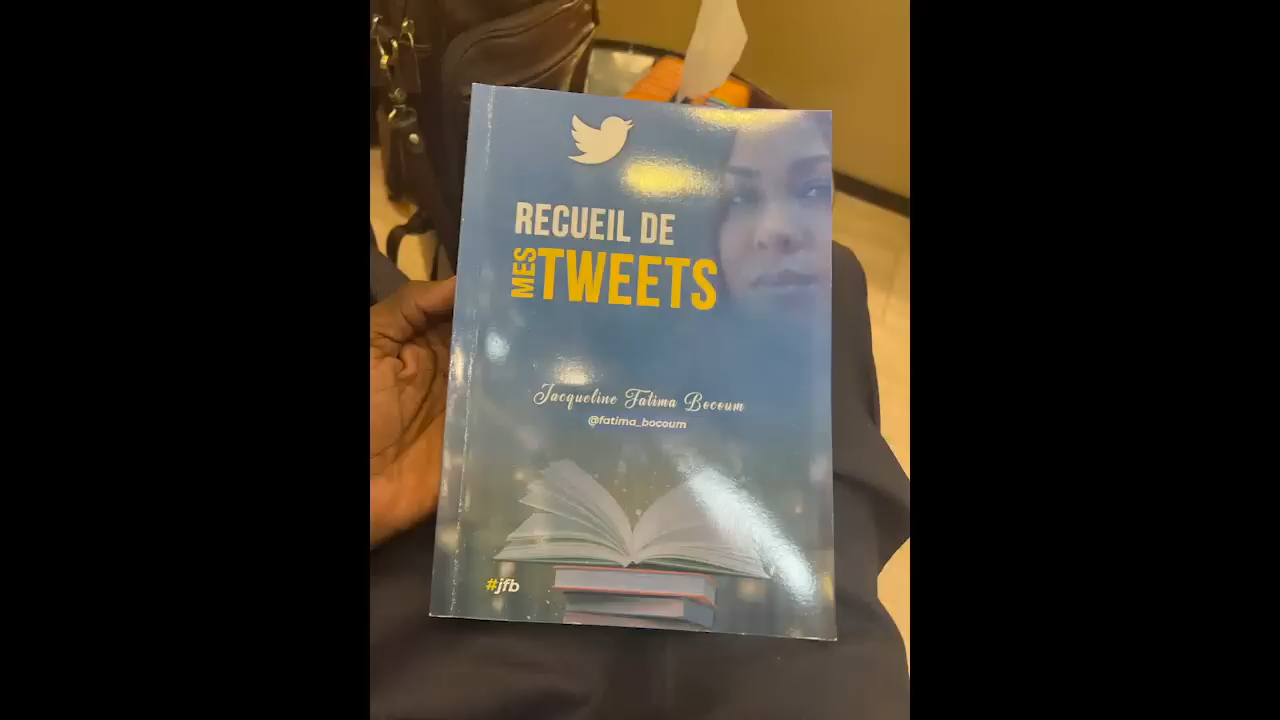 RECUEIL DE
MES TWEETS
Jacqueline Fatima Bocoum
@fatima_bocoum
#jfb